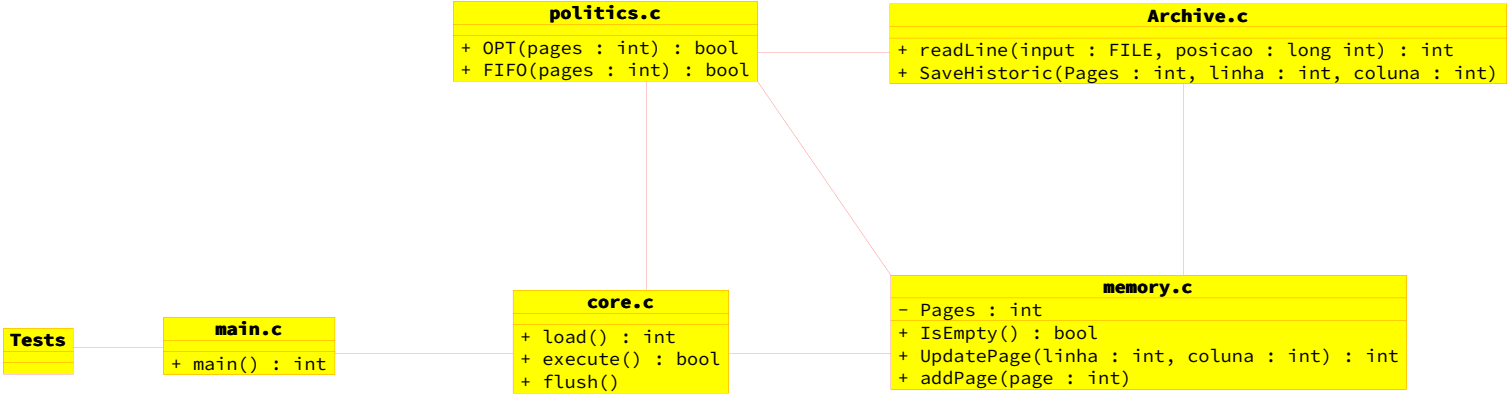 politics.c
+ OPT(pages : int) : bool
+ FIFO(pages : int) : bool
Archive.c
+ readLine(input : FILE, posicao : long int) : int
+ SaveHistoric(Pages : int, linha : int, coluna : int)
Tests
main.c
+ main() : int
core.c
+ load() : int
+ execute() : bool
+ flush()
memory.c
- Pages : int
+ IsEmpty() : bool
+ UpdatePage(linha : int, coluna : int) : int
+ addPage(page : int)